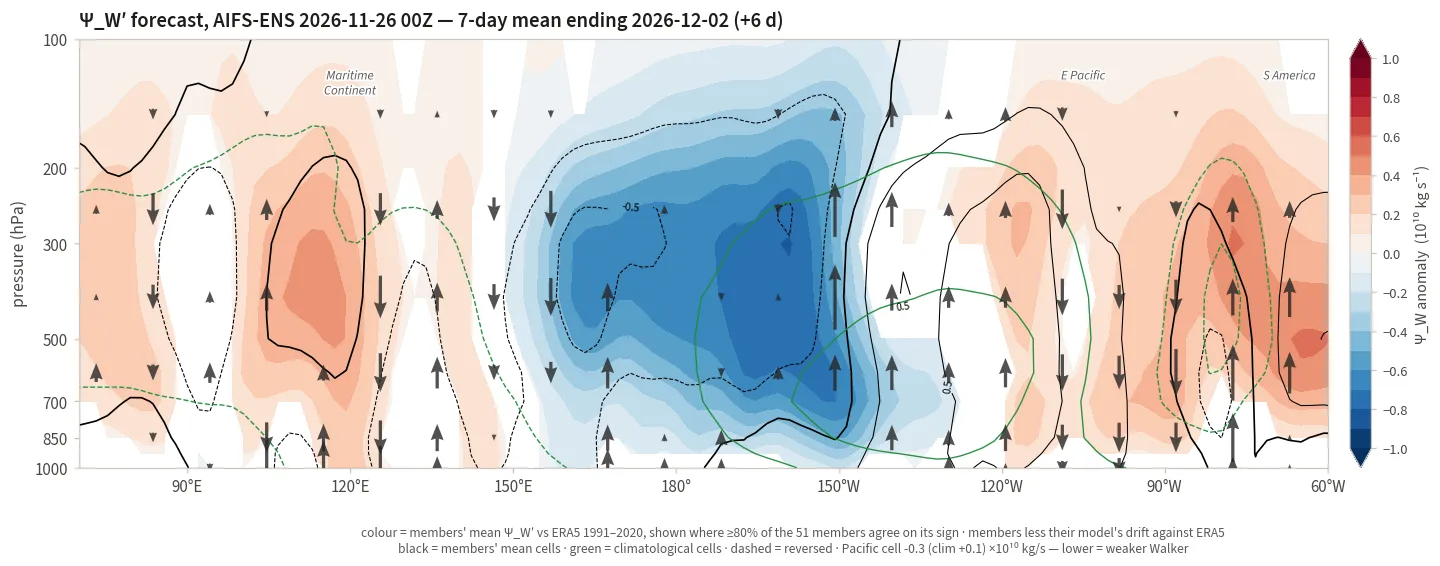 Ψ_W′ forecast, AIFS-ENS 2026-11-26 00Z — 7-day mean ending 2026-12-02 (+6 d)
pressure (hPa)
100
200
300
400
500
700
850
1000
Maritime
Continent
E Pacific
S America
-0.5
0.5
0.5
90°E
120°E
150°E
180°
150°W
120°W
90°W
60°W
1.0
0.8
0.6
0.4
0.2
0.0
−0.2
−0.4
−0.6
−0.8
−1.0
Ψ_W anomaly (10¹⁰ kg s⁻¹)
colour = members' mean Ψ_W′ vs ERA5 1991–2020, shown where ≥80% of the 51 members agree on its sign · members less their model's drift against ERA5
black = members' mean cells · green = climatological cells · dashed = reversed · Pacific cell -0.3 (clim +0.1) ×10¹⁰ kg/s — lower = weaker Walker